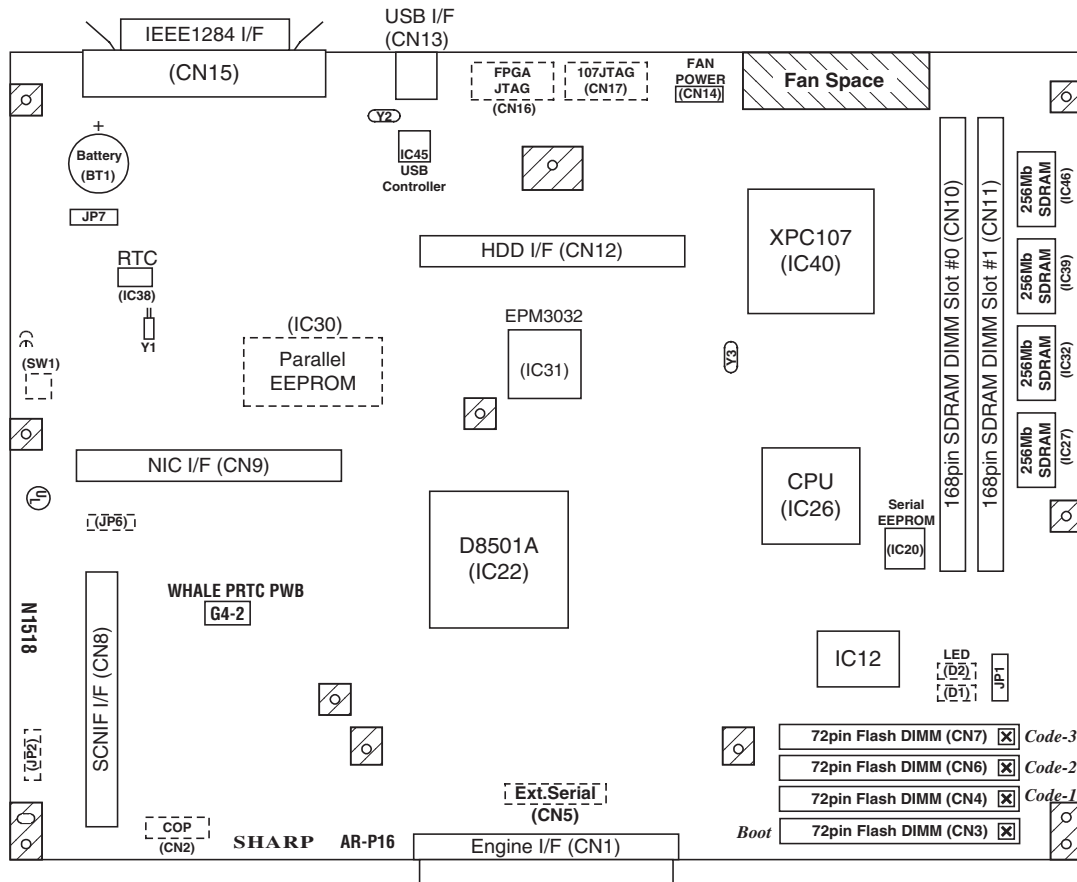 IEEE1284 I/F
(CN15)
USB I/F
(CN13)
FPGA
JTAG
(CN16)
107JTAG
(CN17)
FAN
POWER
(CN14)
Fan Space
Y2
IC45
USB
Controller
+
Battery
(BT1)
JP7
RTC
(IC38)
Y1
HDD I/F (CN12)
XPC107
(IC40)
168pin SDRAM DIMM Slot #0 (CN10)
168pin SDRAM DIMM Slot #1 (CN11)
256Mb
SDRAM
(IC46)
256Mb
SDRAM
(IC39)
256Mb
SDRAM
(IC32)
256Mb
SDRAM
(IC27)
CE
(SW1)
(IC30)
Parallel
EEPROM
EPM3032
(IC31)
Y3
NIC I/F (CN9)
UL
(JP6)
D8501A
(IC22)
CPU
(IC26)
Serial
EEPROM
(IC20)
WHALE PRTC PWB
G4-2
N1518
SCNIF I/F (CN8)
(JP2)
IC12
LED
(D2)
(D1)
JP1
72pin Flash DIMM (CN7) Code-3
72pin Flash DIMM (CN6) Code-2
72pin Flash DIMM (CN4) Code-1
Boot 72pin Flash DIMM (CN3)
Ext.Serial
(CN5)
COP
(CN2)
SHARP AR-P16
Engine I/F (CN1)